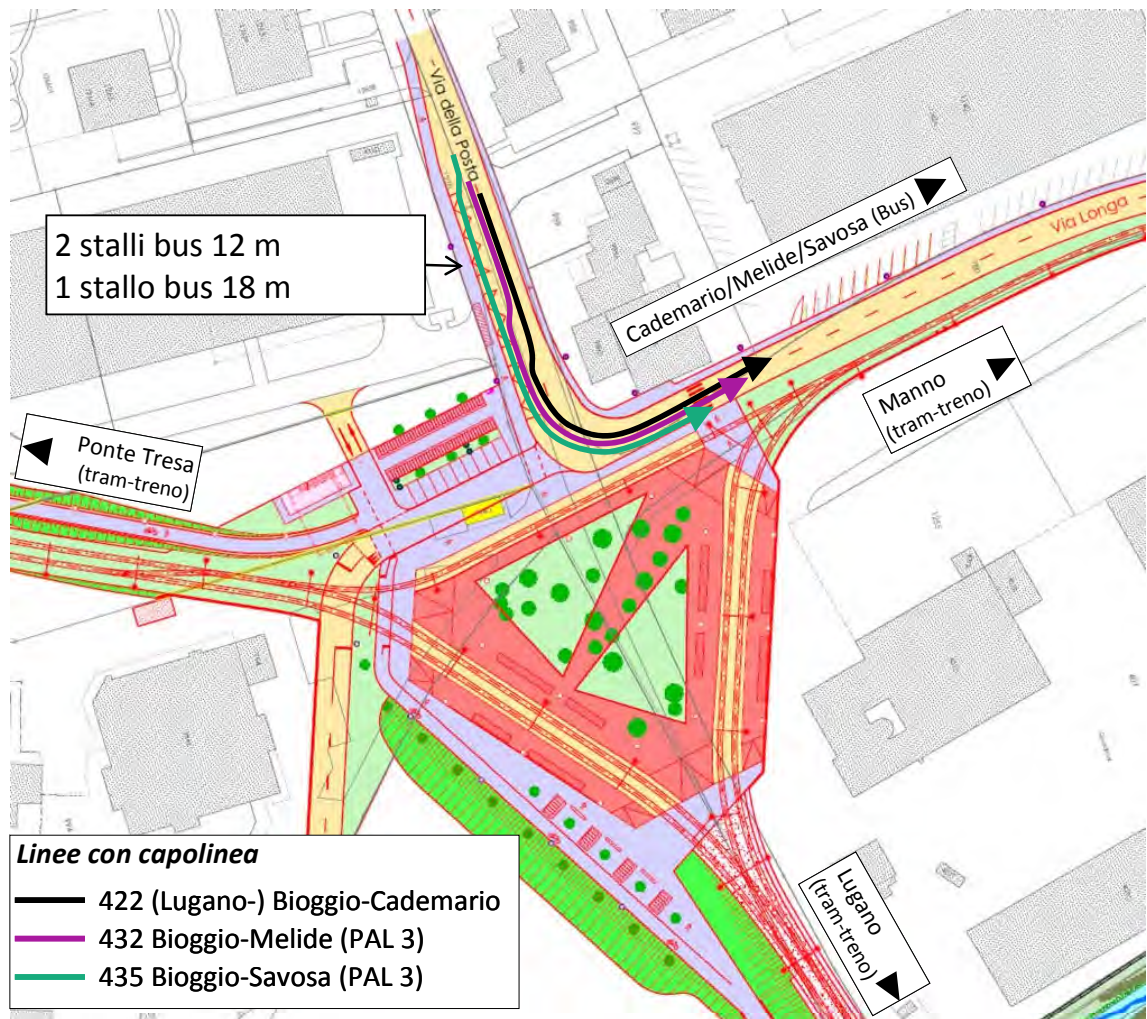 Via della Posta
2 stalli bus 12 m
1 stallo bus 18 m
Cademario/Melide/Savosa (Bus)
Via Longa
Manno
(tram-treno)
Ponte Tresa
(tram-treno)
Lugano
(tram-treno)
Linee con capolinea
422 (Lugano-) Bioggio-Cademario
432 Bioggio-Melide (PAL 3)
435 Bioggio-Savosa (PAL 3)